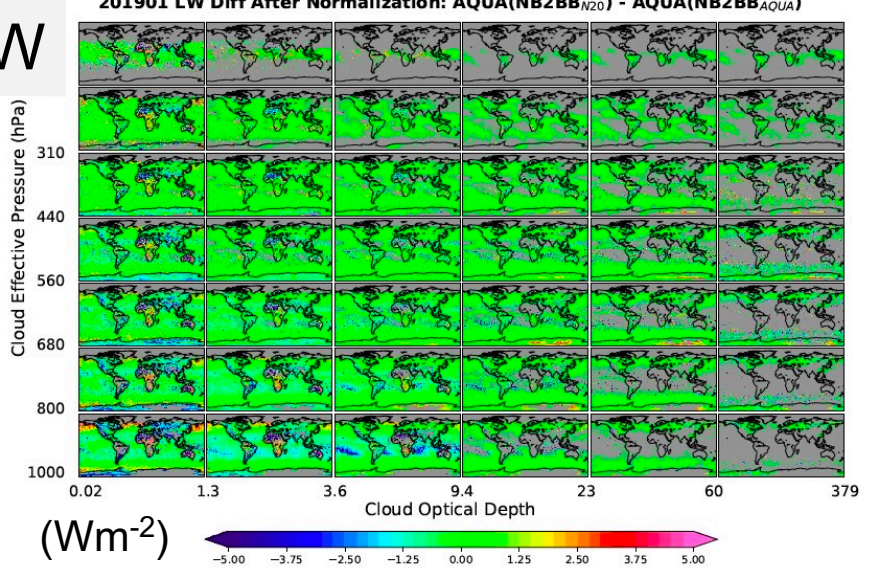 201901 LW Diff After Normalization: AQUA(NB2BB_N20) - AQUA(NB2BB_AQUA)
W
Cloud Effective Pressure (hPa)
310
440
560
680
800
1000
0.02 1.3 3.6 9.4 23 60 379
Cloud Optical Depth
(Wm-2)
−5.00 −3.75 −2.50 −1.25 0.00 1.25 2.50 3.75 5.00